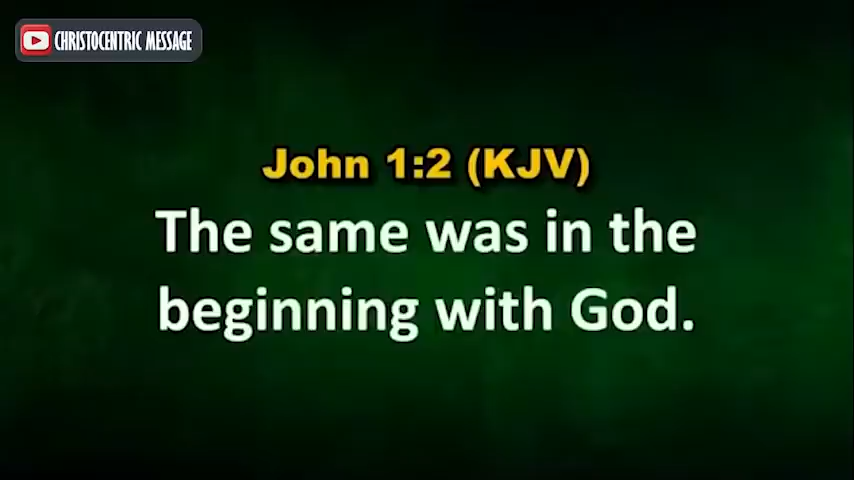 CHRISTOCENTRIC MESSAGE
John 1:2 (KJV)
The same was in the
beginning with God.